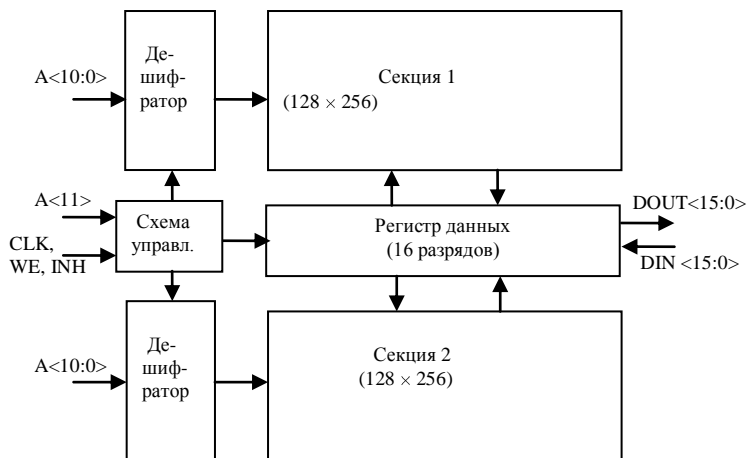 Де-
шиф-
ратор
A<10:0>
Секция 1
(128 × 256)
A<11>
CLK,
WE, INH
Схема
управл.
Регистр данных
(16 разрядов)
DOUT<15:0>
DIN <15:0>
A<10:0>
Де-
шиф-
ратор
Секция 2
(128 × 256)